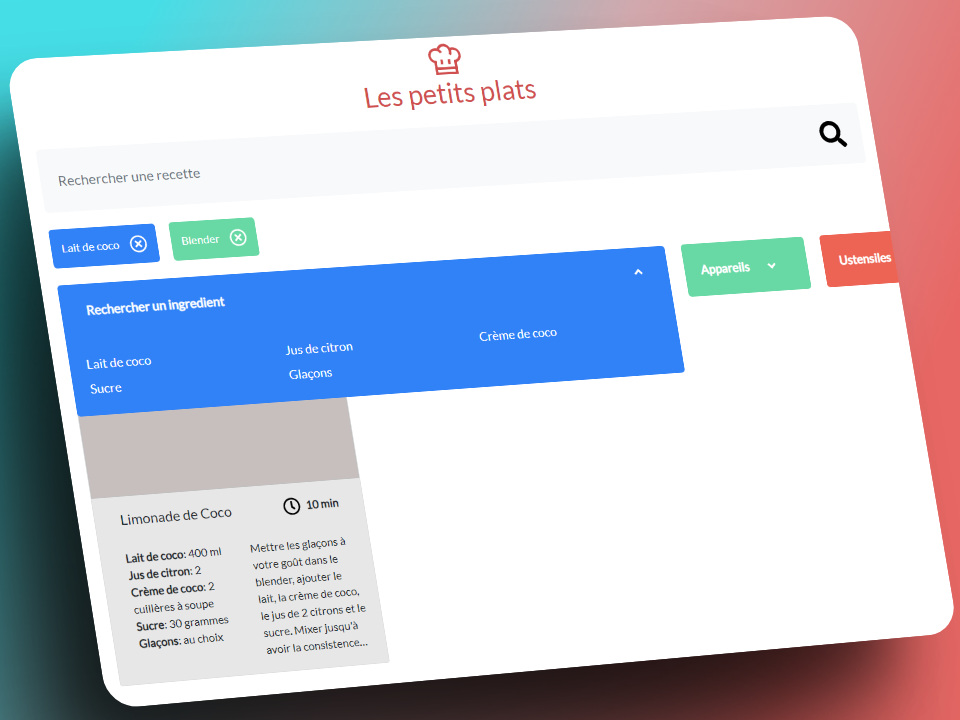 Les petits plats
Rechercher une recette
Lait de coco
Blender
Rechercher un ingredient
Appareils
Ustensiles
Lait de coco
Jus de citron
Crème de coco
Sucre
Glaçons
Limonade de Coco
10 min
Lait de coco: 400 ml
Jus de citron: 2
Crème de coco: 2
cuillères à soupe
Sucre: 30 grammes
Glaçons: au choix
Mettre les glaçons à
votre goût dans le
blender, ajouter le
lait, la crème de coco,
le jus de 2 citrons et le
sucre. Mixer jusqu'à
avoir la consistence...